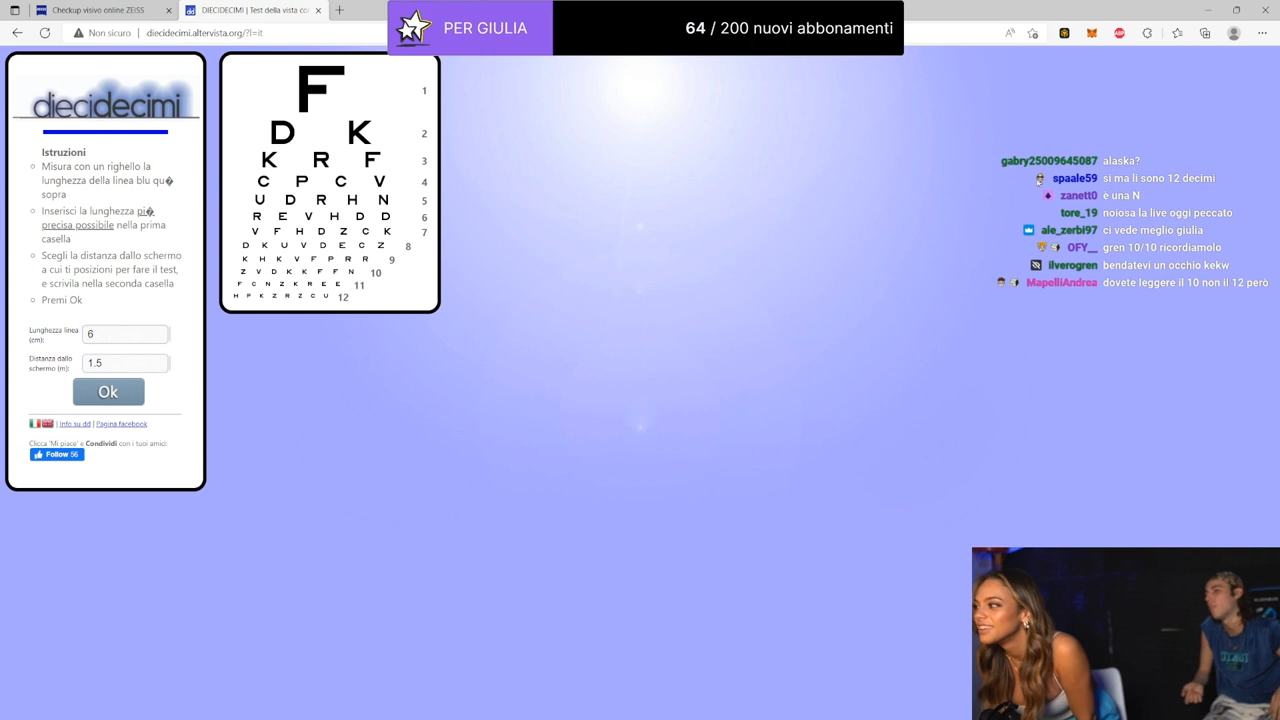 Checkup visivo online ZEISS
DIECIDECIMI | Test della vista co
Non sicuro
diecidecimi.altervista.org/?l=it
PER GIULIA
64 / 200 nuovi abbonamenti
diecidecimi
Istruzioni
Misura con un righello la
lunghezza della linea blu qu�
sopra
Inserisci la lunghezza pi�
precisa possibile nella prima
casella
Scegli la distanza dallo schermo
a cui ti posizioni per fare il test,
e scrivila nella seconda casella
Premi Ok
Lunghezza linea
(cm):
6
Distanza dallo
schermo (m):
1.5
Ok
| Info su dd | Pagina facebook
Clicca 'Mi piace' e Condividi con i tuoi amici:
Follow 56
F 1
D K 2
K R F 3
C P C V 4
U D R H N 5
R E V H D D 6
V F H D Z C K 7
D K U V D E C Z 8
K H K V F P R R 9
Z V D K K F F N 10
F C N Z K R E E 11
H P K Z R Z C U 12
gabry25009645087 alaska?
spaale59 si ma li sono 12 decimi
zanett0 è una N
tore_19 noiosa la live oggi peccato
ale_zerbi97 ci vede meglio giulia
OFY__ gren 10/10 ricordiamolo
ilverogren bendatevi un occhio kekw
MapelliAndrea dovete leggere il 10 non il 12 però